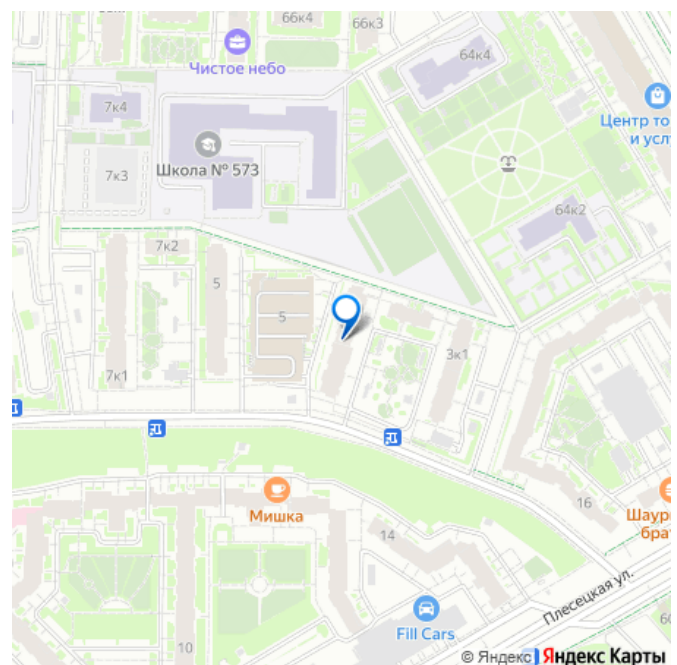 66к4
66к3
Чистое небо
64к4
7к4
Центр то
и усл
Школа № 573
7к3
64к2
7к2
5
5
3к1
7к1
Мишка
16
Шаур
бра
14
Плесецкая ул.
10
Fill Cars
© Яндекс Яндекс Карты